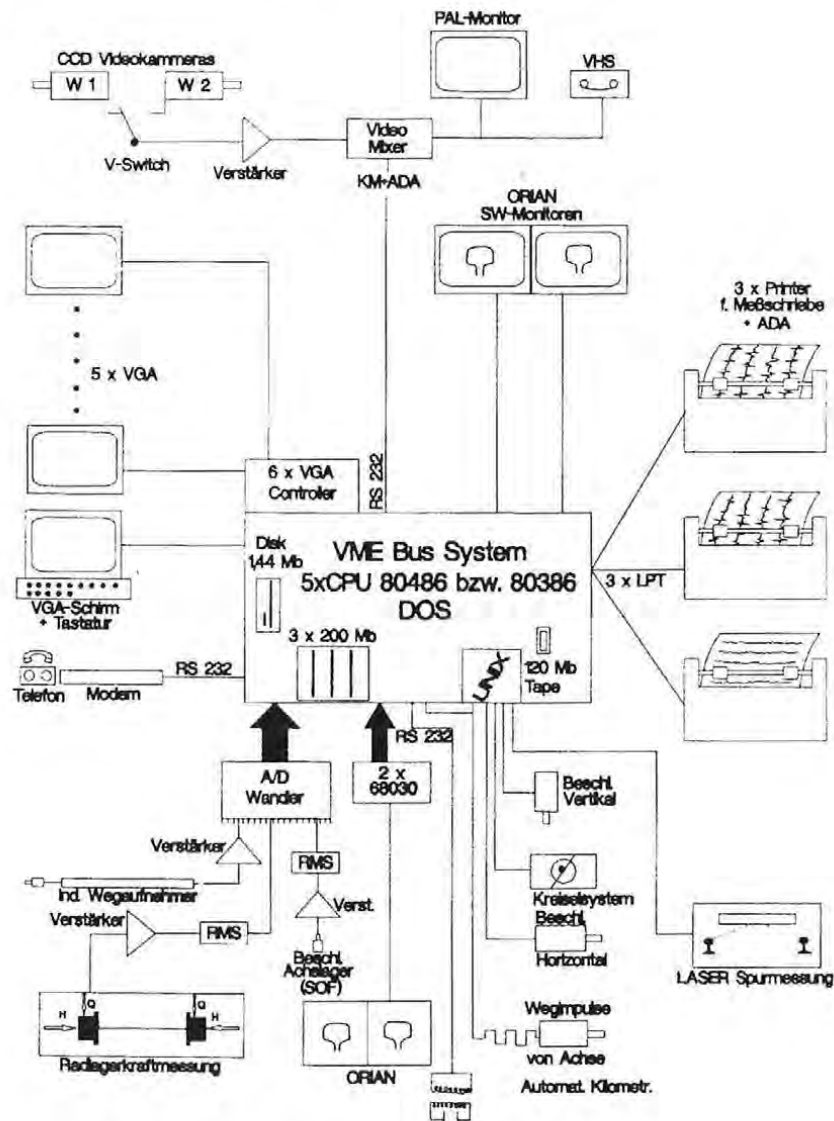 PAL-Monitor
CCD Videokammeras
VHS
W 1
W 2
Video
Mixer
V-Switch
Verstärker
KM+ADA
ORIAN
SW-Monitoren
3 x Printer
f. Meßschriebe
+ ADA
5 x VGA
6 x VGA
Controller
RS 232
Disk
1,44 Mb
VME Bus System
5xCPU 80486 bzw. 80386
DOS
3 x LPT
VGA-Schirm
+ Tastatur
3 x 200 Mb
UNIX
120 Mb
Tape
RS 232
Telefon
Modem
RS 232
A/D
Wandler
2 x
68030
Beschl.
Vertikal
Verstärker
RMS
Ind. Wegaufnehmer
Kreiselsystem
Verstärker
RMS
Verst.
Beschl.
Horizontal
Beschl.
Achslager
(SOF)
LASER Spurmessung
H
Q
Q
H
Wegimpulse
von Achse
Radlagerkraftmessung
ORIAN
Automat. Kilometr.